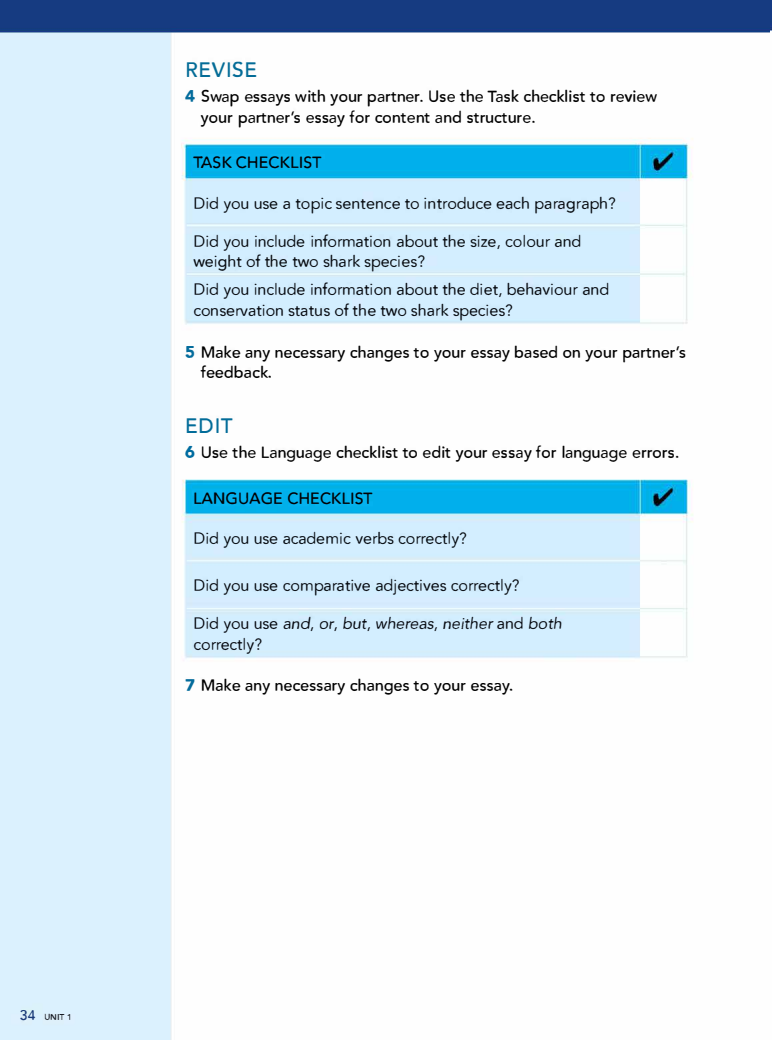 REVISE
4 Swap essays with your partner. Use the Task checklist to review
your partner's essay for content and structure.
TASK CHECKLIST ✔
Did you use a topic sentence to introduce each paragraph?
Did you include information about the size, colour and
weight of the two shark species?
Did you include information about the diet, behaviour and
conservation status of the two shark species?
5 Make any necessary changes to your essay based on your partner's
feedback.
EDIT
6 Use the Language checklist to edit your essay for language errors.
LANGUAGE CHECKLIST ✔
Did you use academic verbs correctly?
Did you use comparative adjectives correctly?
Did you use and, or, but, whereas, neither and both
correctly?
7 Make any necessary changes to your essay.
34 UNIT 1